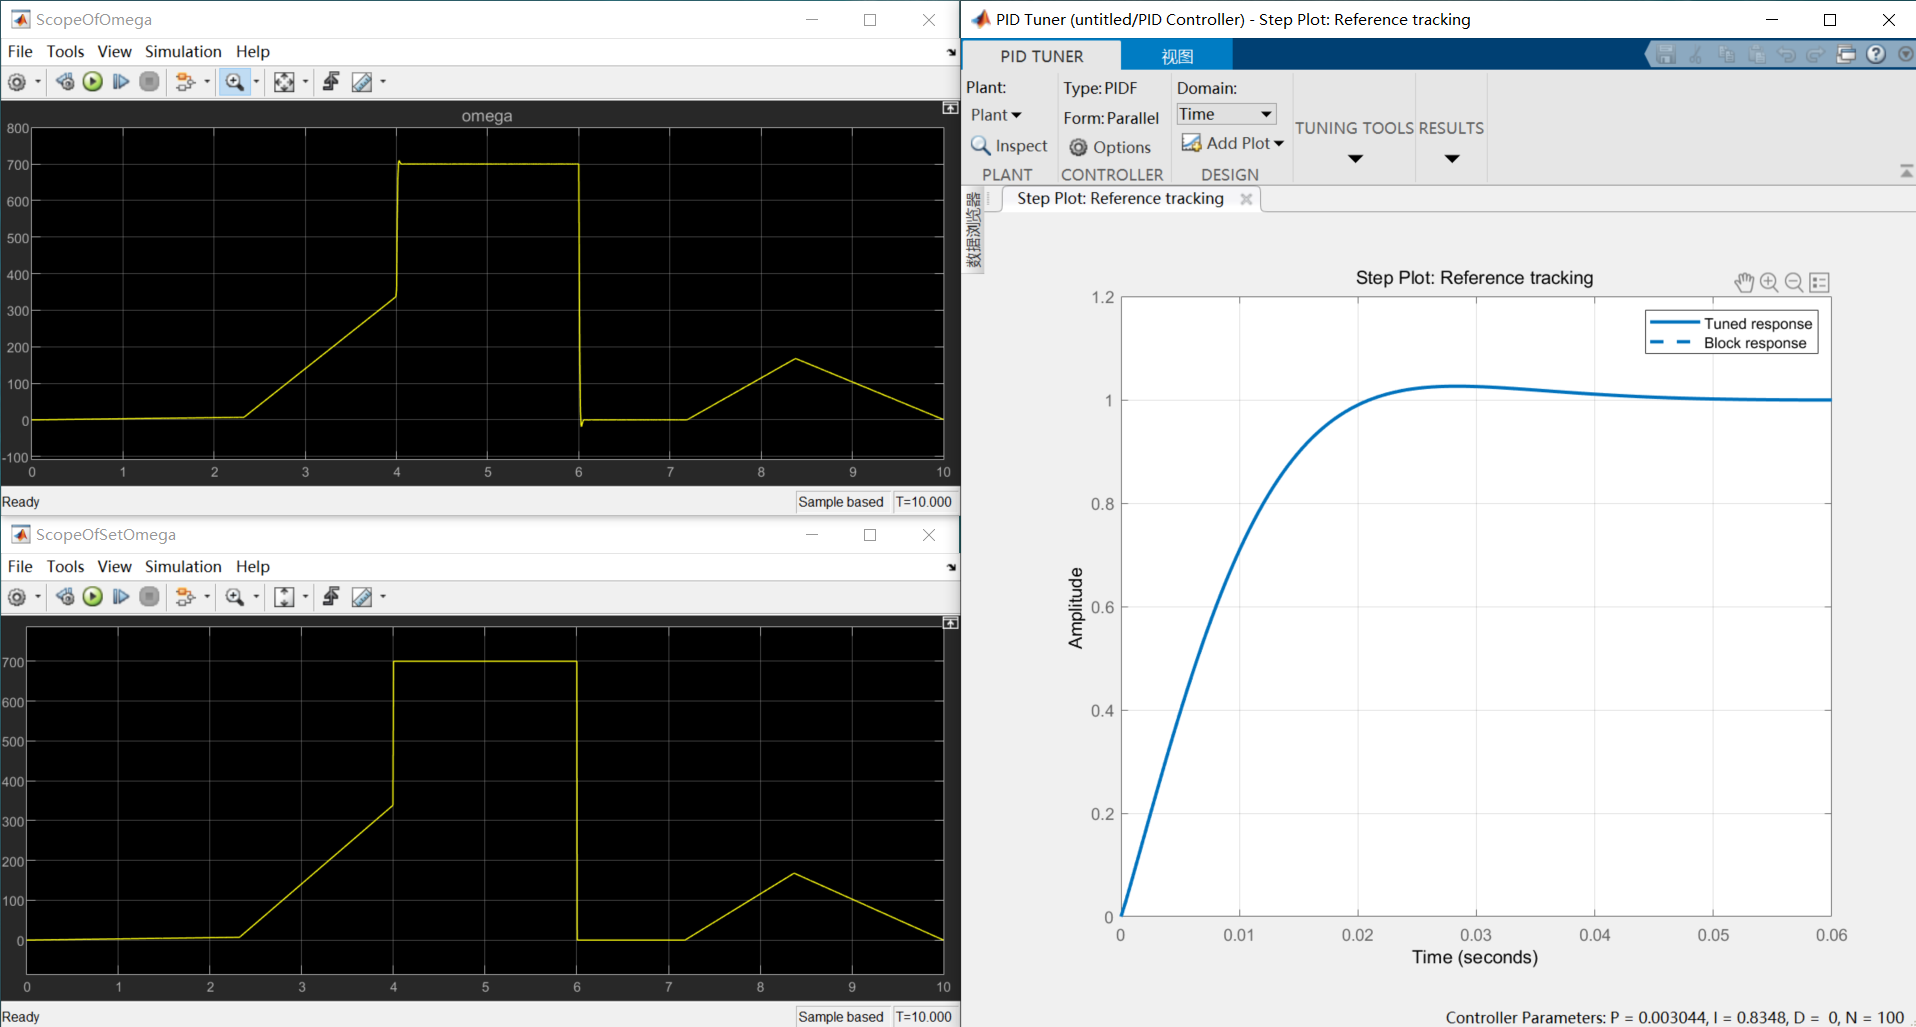 ScopeOfOmega
File Tools View Simulation Help
omega
800
700
600
500
400
300
200
100
0
-100
0 1 2 3 4 5 6 7 8 9 10
Ready
Sample based T=10.000
ScopeOfSetOmega
File Tools View Simulation Help
700
600
500
400
300
200
100
0
0 1 2 3 4 5 6 7 8 9 10
Ready
Sample based T=10.000
PID Tuner (untitled/PID Controller) - Step Plot: Reference tracking
PID TUNER 视图
Plant: Type: PIDF Domain:
Plant Form: Parallel Time
Inspect Options Add Plot
TUNING TOOLS RESULTS
PLANT CONTROLLER DESIGN
Step Plot: Reference tracking
数据浏览器
Step Plot: Reference tracking
Tuned response
Block response
1.2
1
0.8
0.6
0.4
0.2
0
Amplitude
0 0.01 0.02 0.03 0.04 0.05 0.06
Time (seconds)
Controller Parameters: P = 0.003044, I = 0.8348, D = 0, N = 100